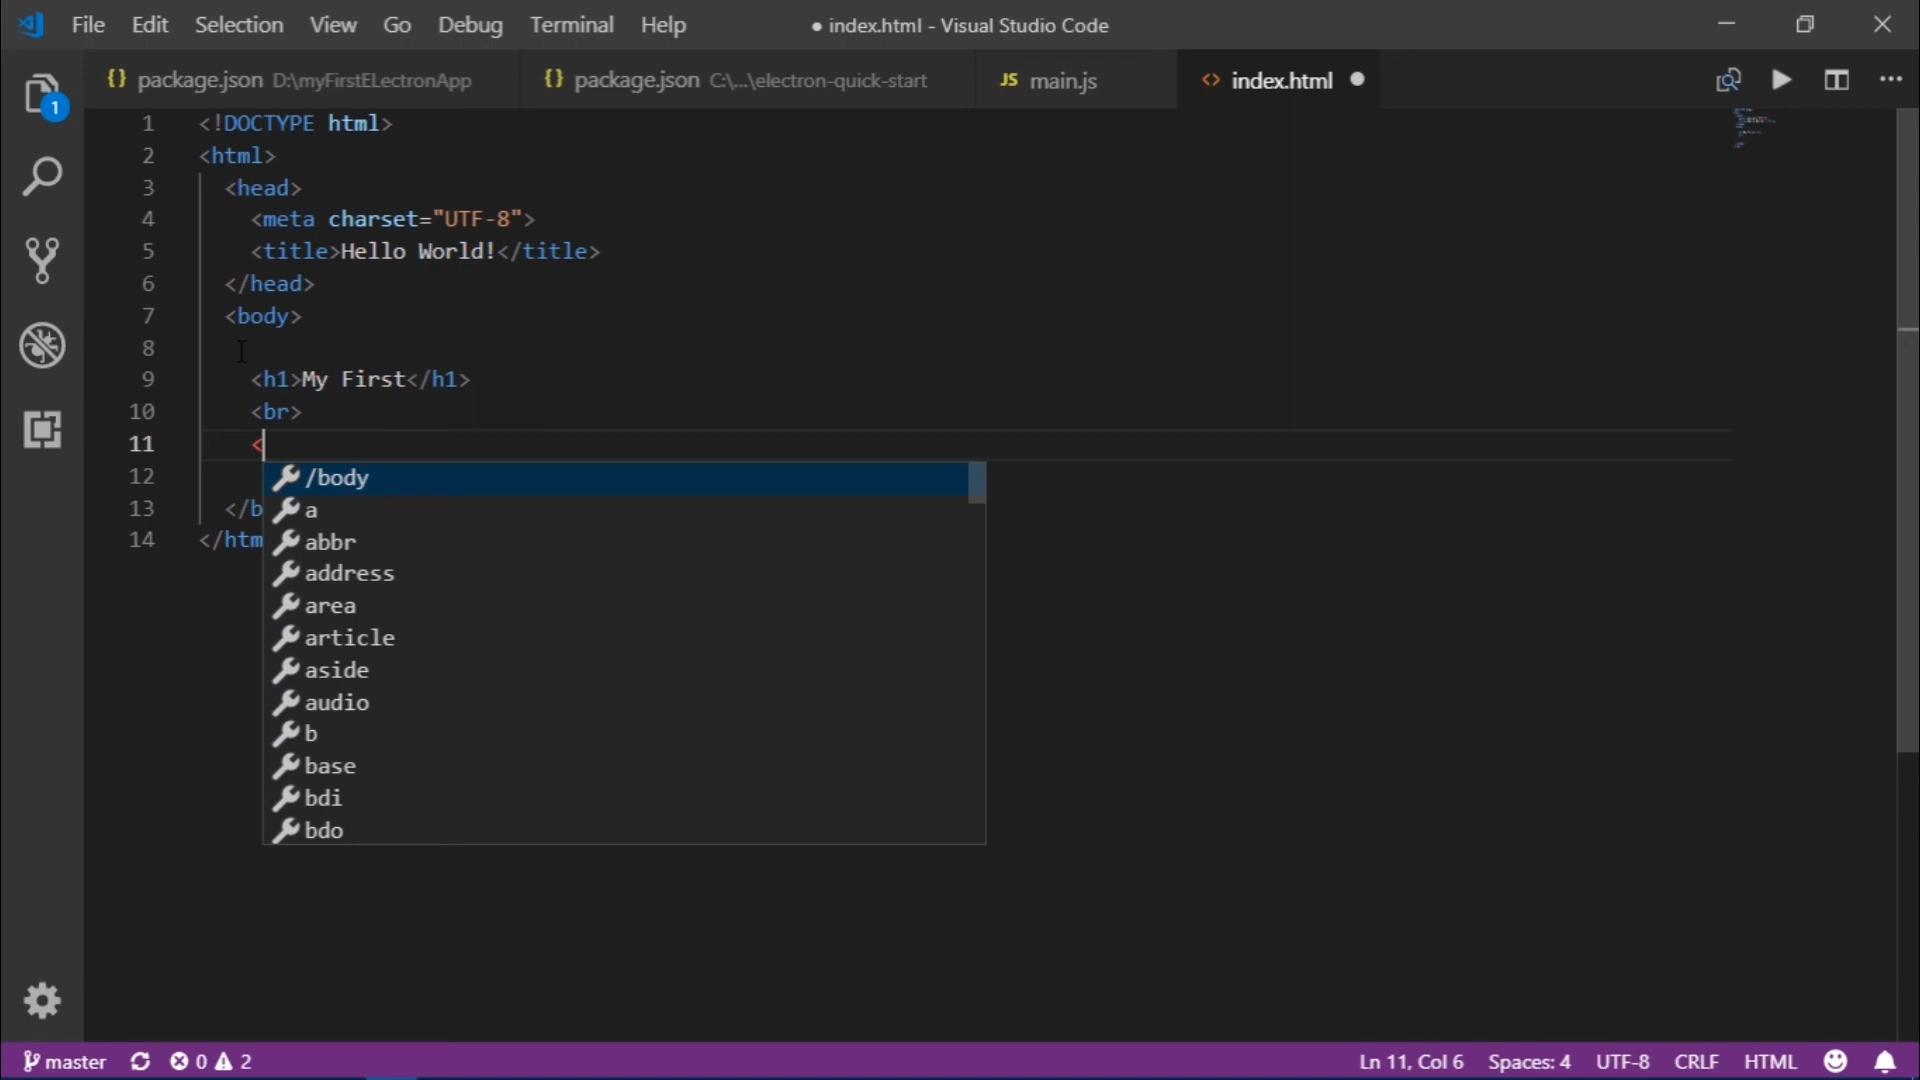 File Edit Selection View Go Debug Terminal Help ● index.html - Visual Studio Code
{} package.json D:\myFirstELectronApp {} package.json C:\...\electron-quick-start JS main.js <> index.html ●
1
1 <!DOCTYPE html>
2 <html>
3 <head>
4 <meta charset="UTF-8">
5 <title>Hello World!</title>
6 </head>
7 <body>
8
9 <h1>My First</h1>
10 <br>
11 <
12 /body
a
13 </b
abbr
14 </htm
address
area
article
aside
audio
b
base
bdi
bdo
master 0 2 Ln 11, Col 6 Spaces: 4 UTF-8 CRLF HTML